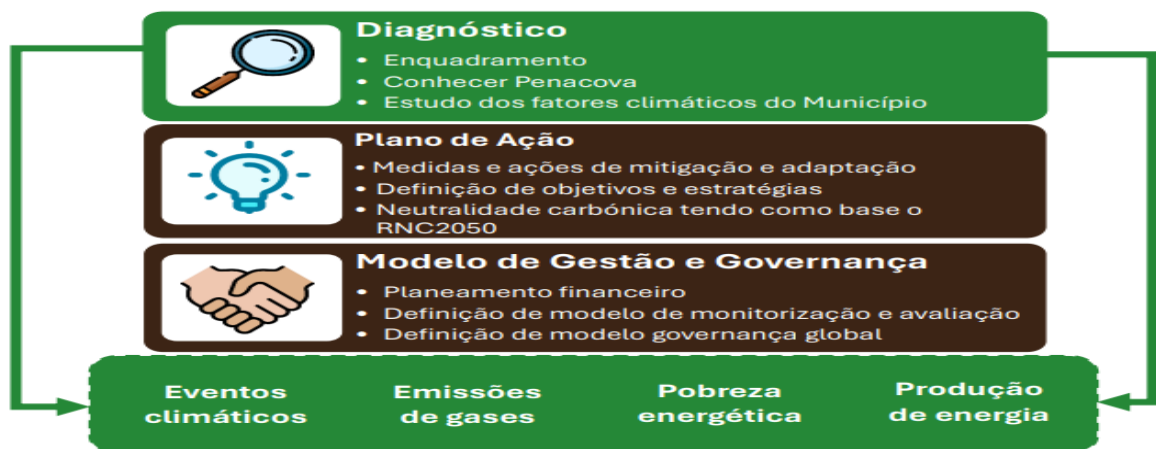 Diagnóstico
• Enquadramento
• Conhecer Penacova
• Estudo dos fatores climáticos do Município
Plano de Ação
• Medidas e ações de mitigação e adaptação
• Definição de objetivos e estratégias
• Neutralidade carbónica tendo como base o
RNC2050
Modelo de Gestão e Governança
• Planeamento financeiro
• Definição de modelo de monitorização e avaliação
• Definição de modelo governança global
Eventos
climáticos
Emissões
de gases
Pobreza
energética
Produção
de energia